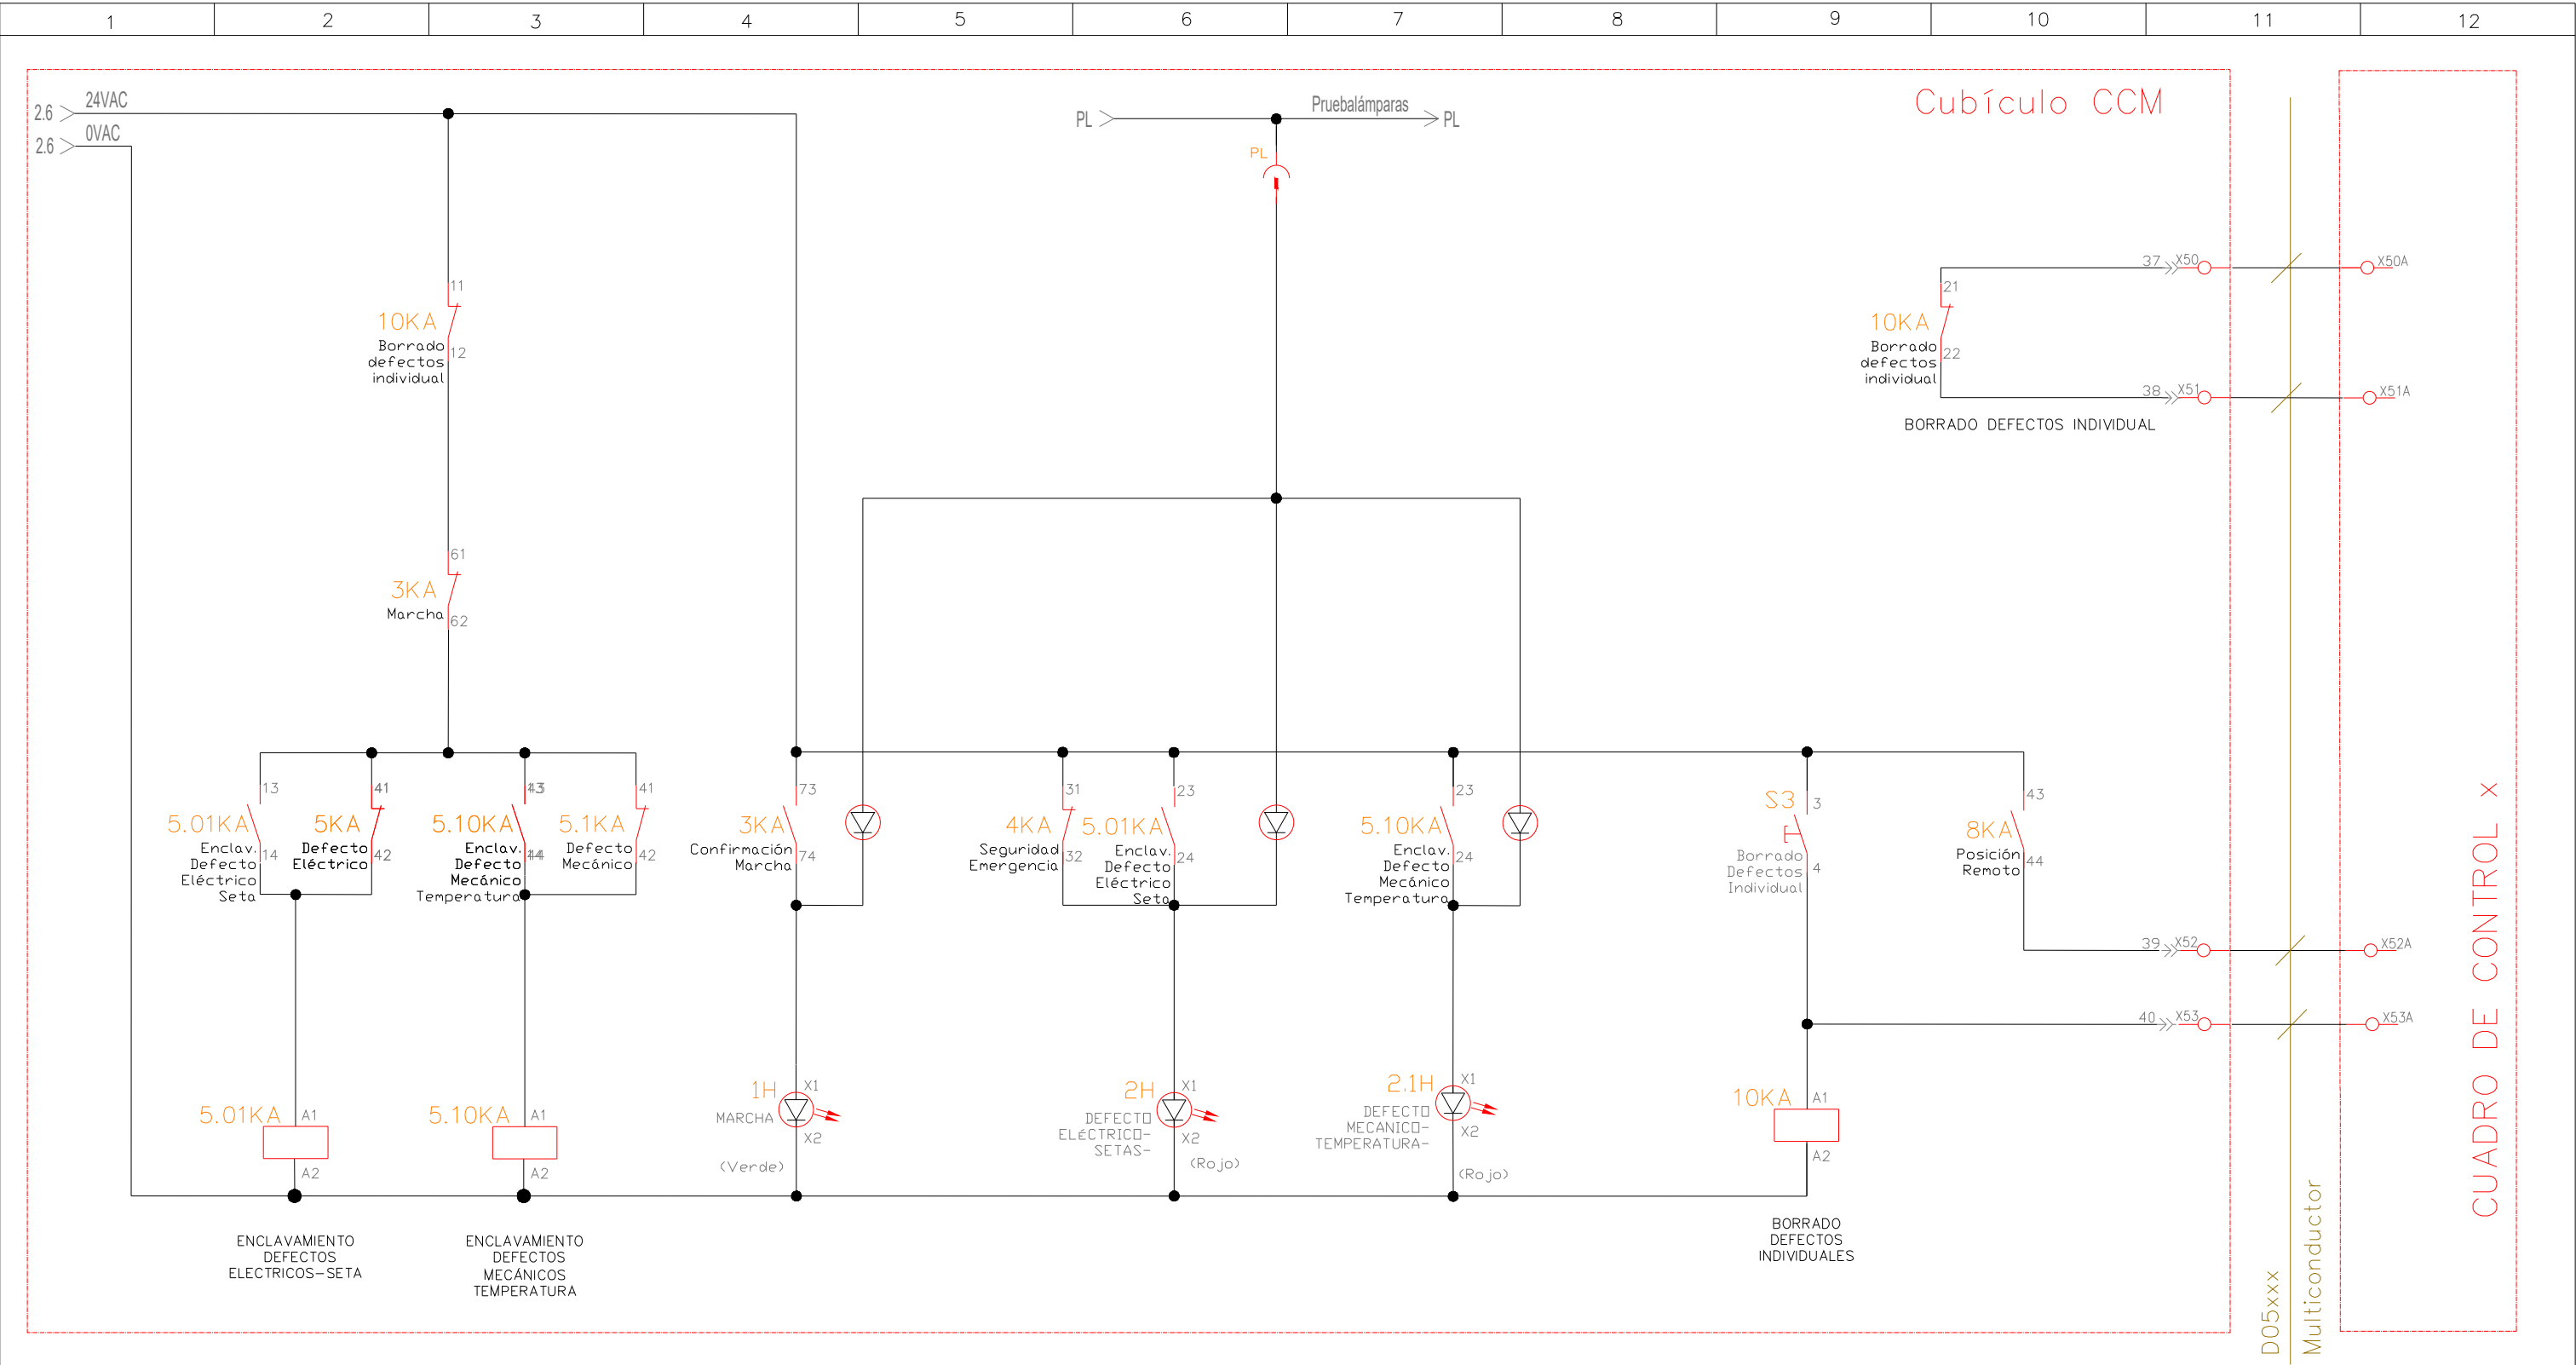 1 2 3 4 5 6 7 8 9 10 11 12
Cubículo CCM
2.6
24VAC
2.6
0VAC
PL
Pruebalámparas
PL
PL
11
10KA
Borrado
defectos
individual
12
61
3KA
Marcha
62
37 X50
X50A
21
10KA
Borrado
defectos
individual
22
38 X51
X51A
BORRADO DEFECTOS INDIVIDUAL
13
5.01KA
Enclav.
Defecto
Eléctrico
Seta
14
41
5KA
Defecto
Eléctrico
42
5.10KA
Enclav.
Defecto
Mecánico
Temperatura
41
5.1KA
Defecto
Mecánico
42
73
3KA
Confirmación
Marcha
74
31
4KA
Seguridad
Emergencia
32
23
5.01KA
Enclav.
Defecto
Eléctrico
Seta
24
23
5.10KA
Enclav.
Defecto
Mecánico
Temperatura
24
S3
3
Borrado
Defectos
Individual
4
43
8KA
Posición
Remoto
44
39 X52
X52A
40 X53
X53A
5.01KA
A1
A2
5.10KA
A1
A2
1H
X1
MARCHA
X2
(Verde)
2H
X1
DEFECTO
ELéCTRICO-
SETAS-
X2
(Rojo)
2.1H
X1
DEFECTO
MECANICO-
TEMPERATURA-
X2
(Rojo)
10KA
A1
A2
ENCLAVAMIENTO
DEFECTOS
ELECTRICOS-SETA
ENCLAVAMIENTO
DEFECTOS
MECÁNICOS
TEMPERATURA
BORRADO
DEFECTOS
INDIVIDUALES
D05xxx
Multiconductor
CUADRO DE CONTROL x